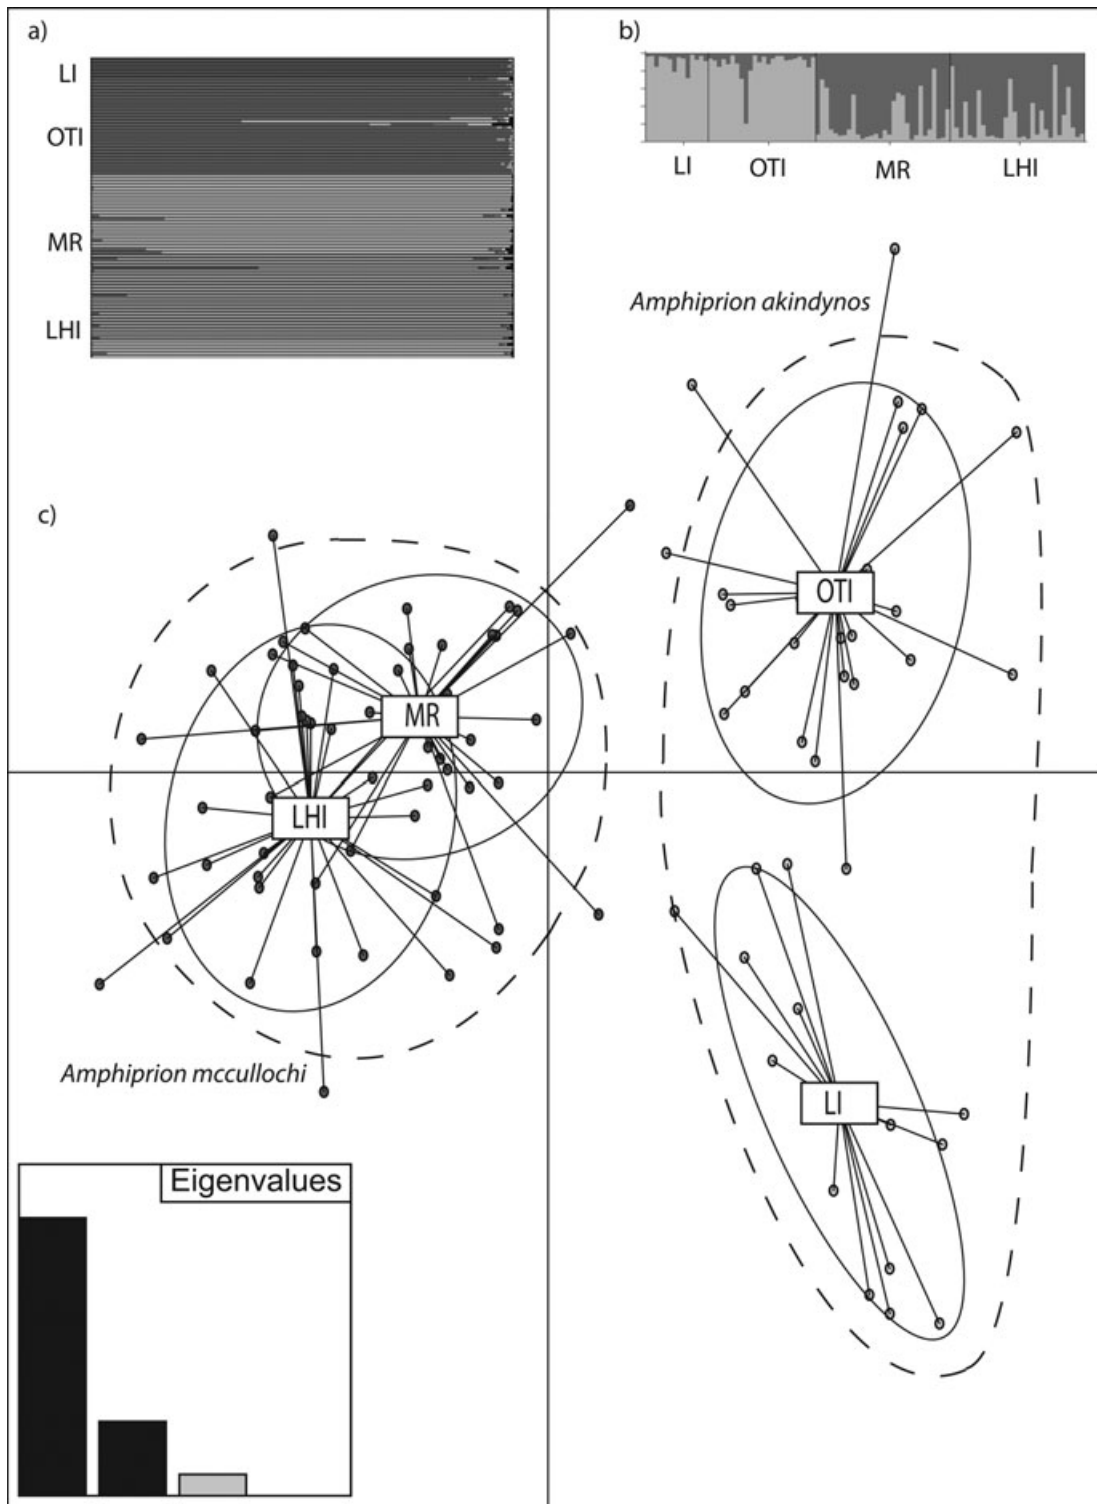 a)
LI
OTI
MR
LHI
b)
LI
OTI
MR
LHI
Amphiprion akindynos
c)
OTI
MR
LHI
Amphiprion mccullochi
LI
Eigenvalues